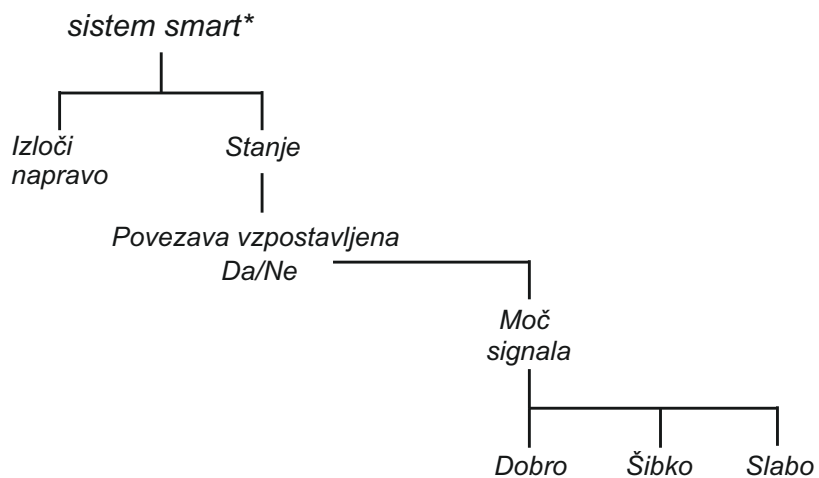 sistem smart*
Izloči
napravo
Stanje
Povezava vzpostavljena
Da/Ne
Moč
signala
Dobro
Šibko
Slabo